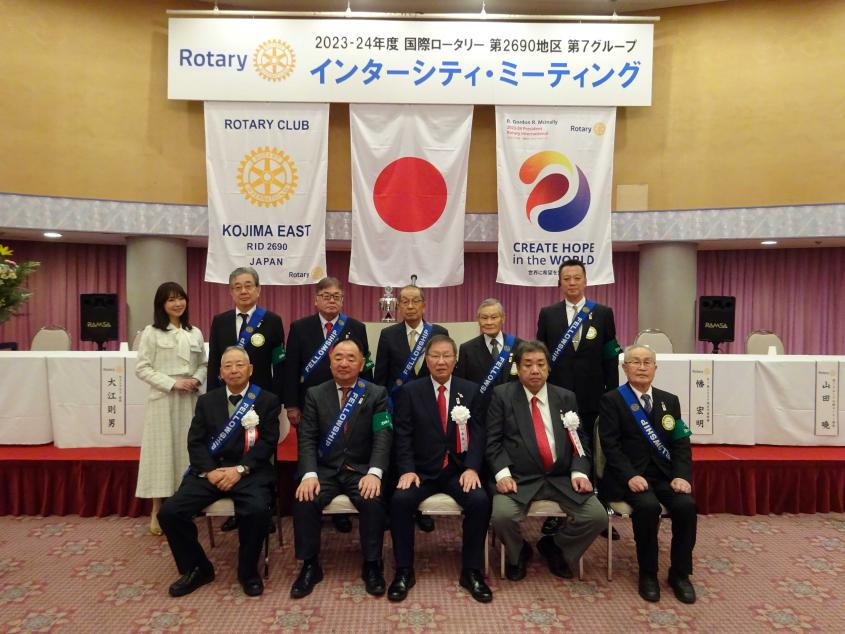 Rotary
2023-24年度 国際ロータリー 第2690地区 第7グループ
インターシティ・ミーティング
ROTARY CLUB
KOJIMA EAST
RID 2690
JAPAN
Rotary
R. Gordon R. McInally
2023-24 President
Rotary International
Rotary
CREATE HOPE
in the WORLD
世界に希望を
FELLOWSHIP
FELLOWSHIP
FELLOWSHIP
FELLOWSHIP
FELLOWSHIP
FELLOWSHIP
FELLOWSHIP
RAMSA
RAMSA
大江則男
幡 宏明
山田 曉